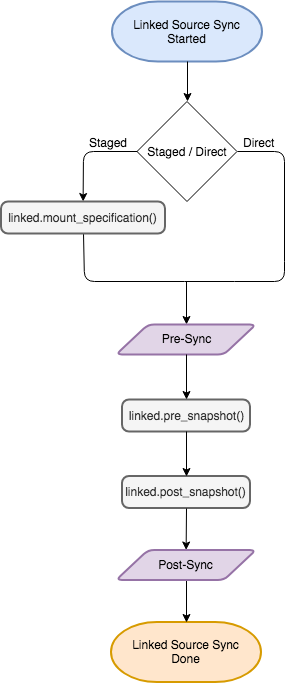 Linked Source Sync
Started
Staged
Direct
Staged / Direct
linked.mount_specification()
Pre-Sync
linked.pre_snapshot()
linked.post_snapshot()
Post-Sync
Linked Source Sync
Done